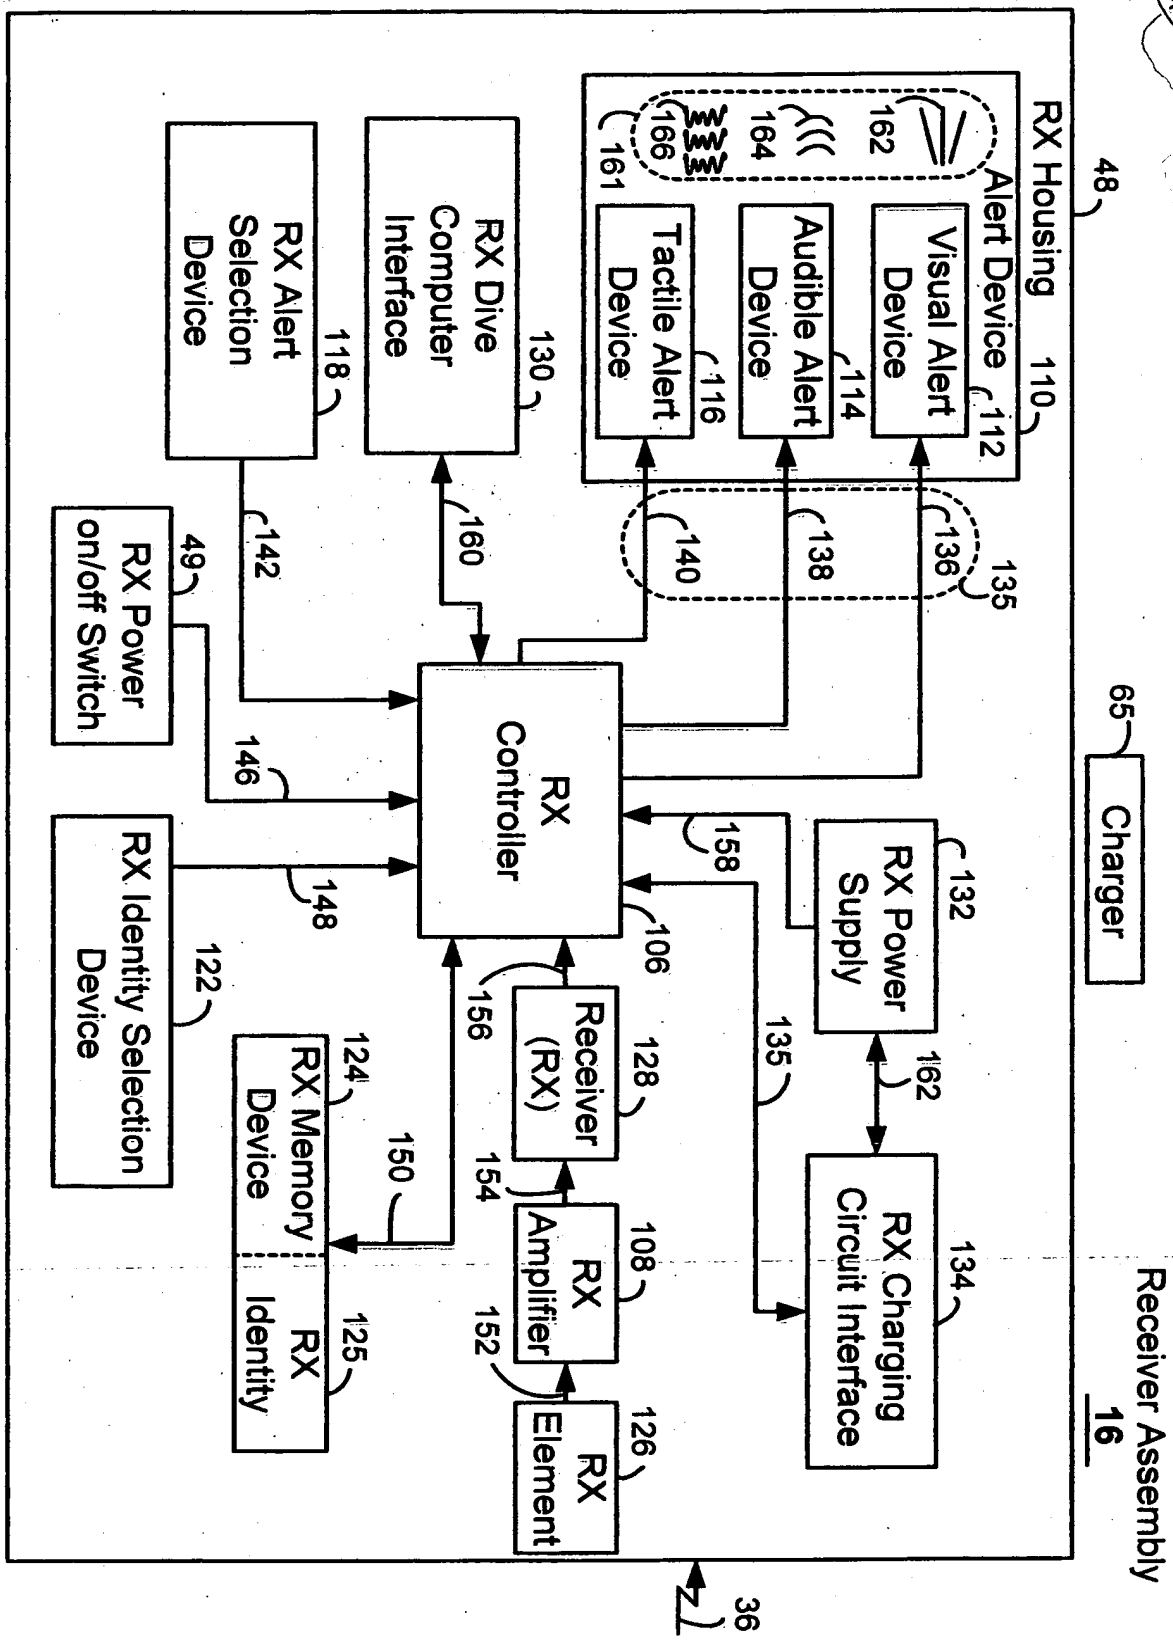 Receiver Assembly
16
RX Housing
48
65
Charger
36
Alert Device
110
Visual Alert
Device
112
Audible Alert
Device
114
Tactile Alert
Device
116
162
164
166
161
136
138
140
135
RX Power
Supply
132
162
RX Charging
Circuit Interface
134
158
135
RX Dive
Computer
Interface
130
160
RX
Controller
106
156
Receiver
(RX)
128
154
RX
Amplifier
108
152
RX
Element
126
RX Alert
Selection
Device
118
142
RX Power
on/off Switch
49
146
148
RX Identity Selection
Device
122
150
RX Memory
Device
124
RX
Identity
125